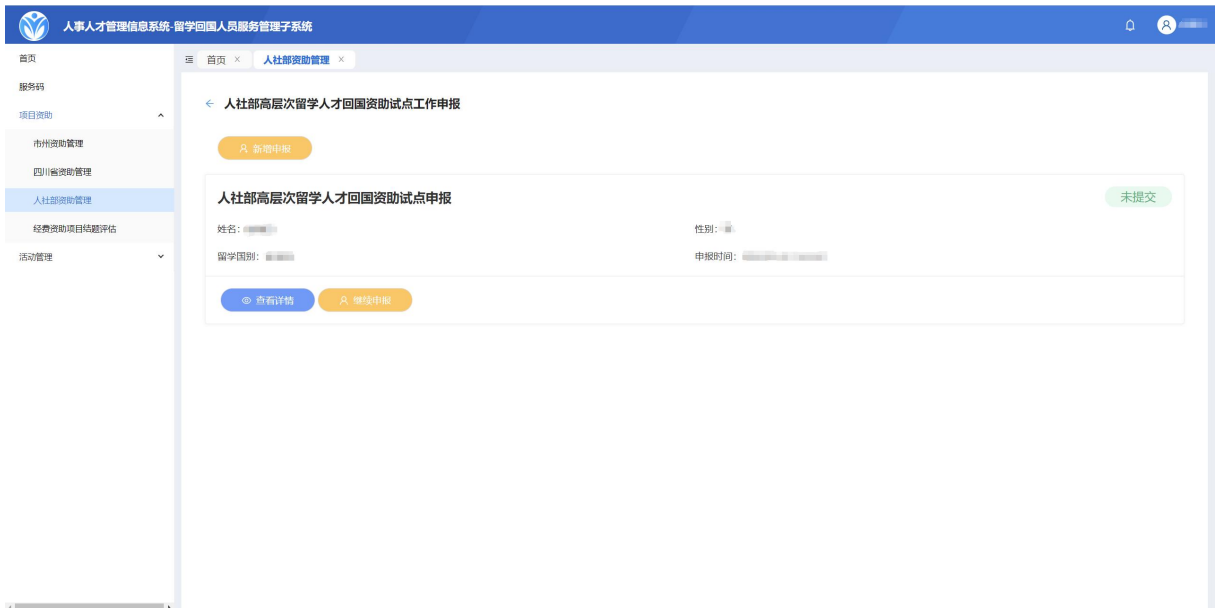 人事人才管理信息系统-留学回国人员服务管理子系统
首页
服务码
项目资助
市州资助管理
四川省资助管理
人社部资助管理
经费资助项目结题评估
活动管理
首页 × 人社部资助管理 ×
← 人社部高层次留学人才回国资助试点工作申报
新增申报
人社部高层次留学人才回国资助试点申报 未提交
姓名: 性别:
留学国别: 申报时间:
查看详情 继续申报